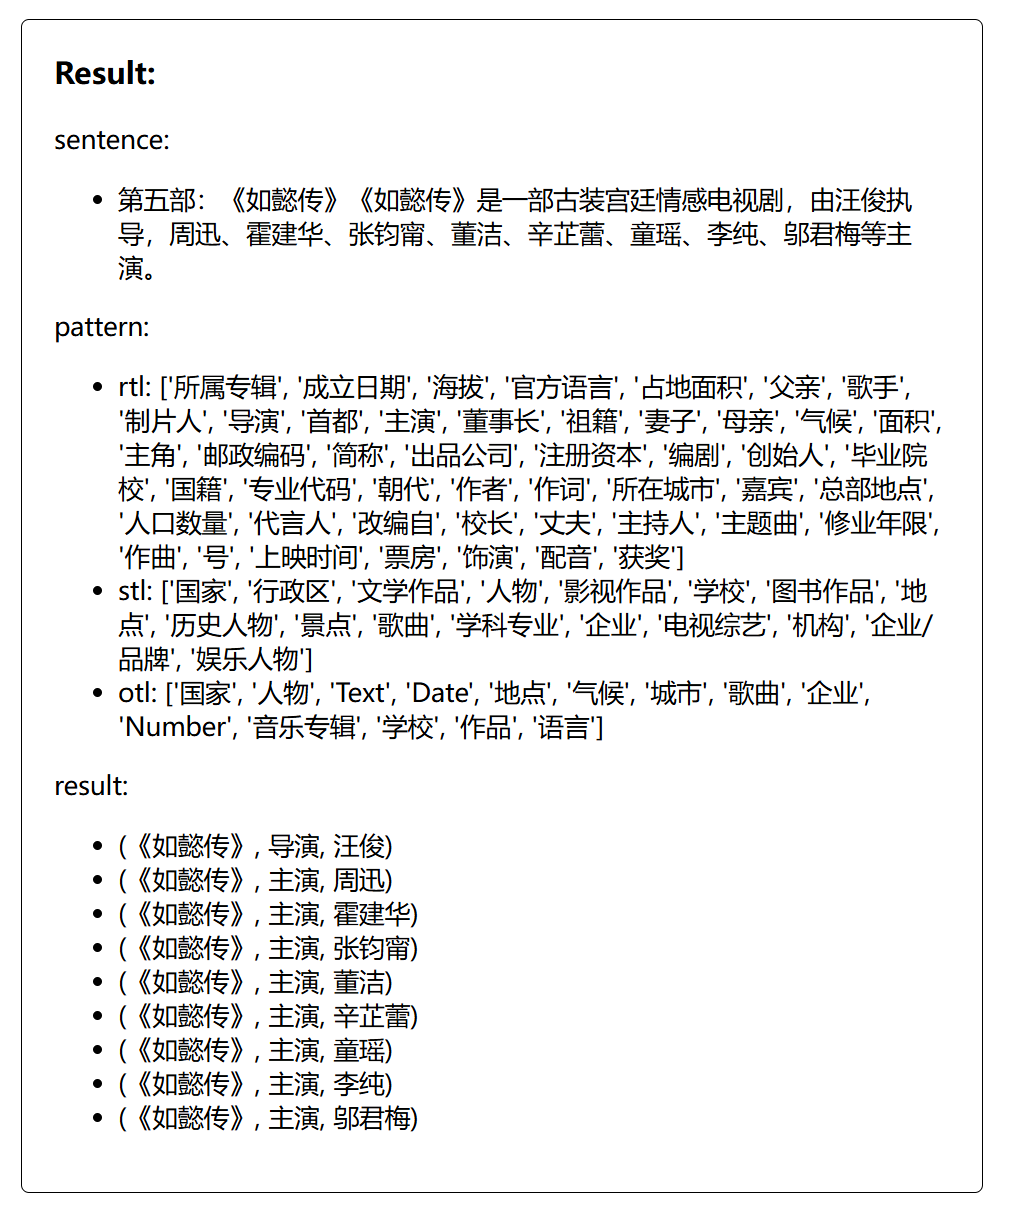 Result:
sentence:
第五部：《如懿传》《如懿传》是一部古装宫廷情感电视剧，由汪俊执
导，周迅、霍建华、张钧甯、董洁、辛芷蕾、童瑶、李纯、邬君梅等主
演。
pattern:
rtl: ['所属专辑', '成立日期', '海拔', '官方语言', '占地面积', '父亲', '歌手',
'制片人', '导演', '首都', '主演', '董事长', '祖籍', '妻子', '母亲', '气候', '面积',
'主角', '邮政编码', '简称', '出品公司', '注册资本', '编剧', '创始人', '毕业院
校', '国籍', '专业代码', '朝代', '作者', '作词', '所在城市', '嘉宾', '总部地点',
'人口数量', '代言人', '改编自', '校长', '丈夫', '主持人', '主题曲', '修业年限',
'作曲', '号', '上映时间', '票房', '饰演', '配音', '获奖']
stl: ['国家', '行政区', '文学作品', '人物', '影视作品', '学校', '图书作品', '地
点', '历史人物', '景点', '歌曲', '学科专业', '企业', '电视综艺', '机构', '企业/
品牌', '娱乐人物']
otl: ['国家', '人物', 'Text', 'Date', '地点', '气候', '城市', '歌曲', '企业',
'Number', '音乐专辑', '学校', '作品', '语言']
result:
(《如懿传》, 导演, 汪俊)
(《如懿传》, 主演, 周迅)
(《如懿传》, 主演, 霍建华)
(《如懿传》, 主演, 张钧甯)
(《如懿传》, 主演, 董洁)
(《如懿传》, 主演, 辛芷蕾)
(《如懿传》, 主演, 童瑶)
(《如懿传》, 主演, 李纯)
(《如懿传》, 主演, 邬君梅)